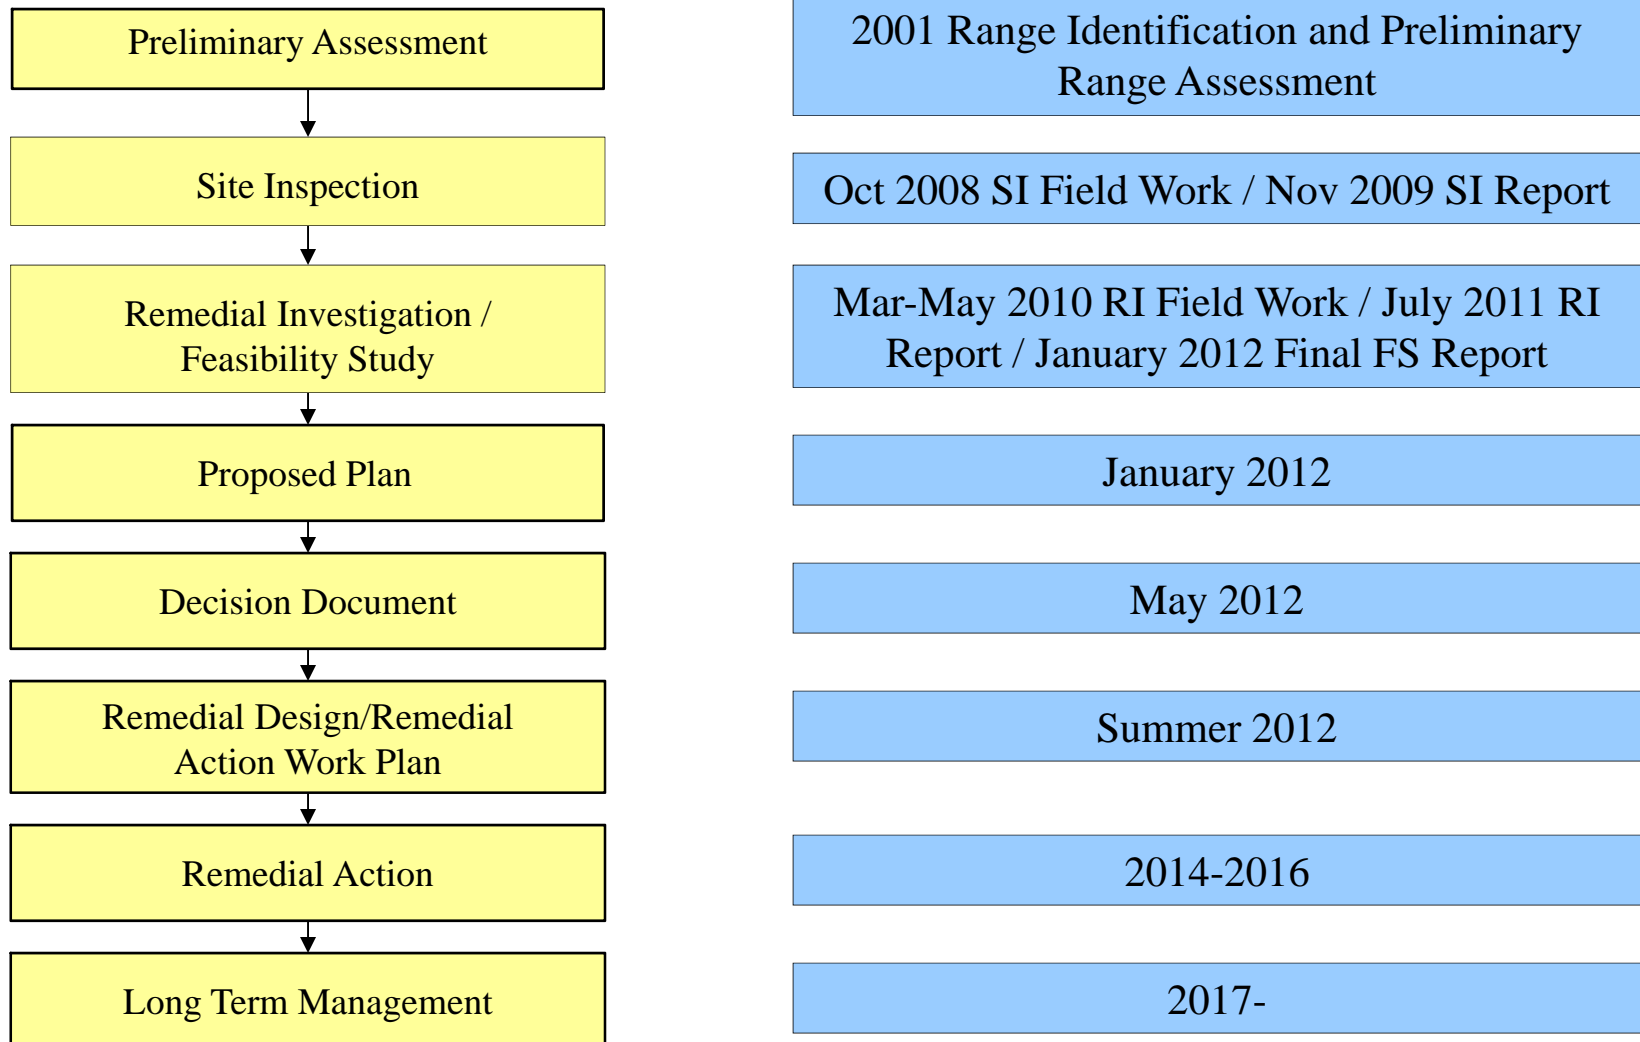 Preliminary Assessment
2001 Range Identification and Preliminary
Range Assessment
Site Inspection
Oct 2008 SI Field Work / Nov 2009 SI Report
Remedial Investigation /
Feasibility Study
Mar-May 2010 RI Field Work / July 2011 RI
Report / January 2012 Final FS Report
Proposed Plan
January 2012
Decision Document
May 2012
Remedial Design/Remedial
Action Work Plan
Summer 2012
Remedial Action
2014-2016
Long Term Management
2017-